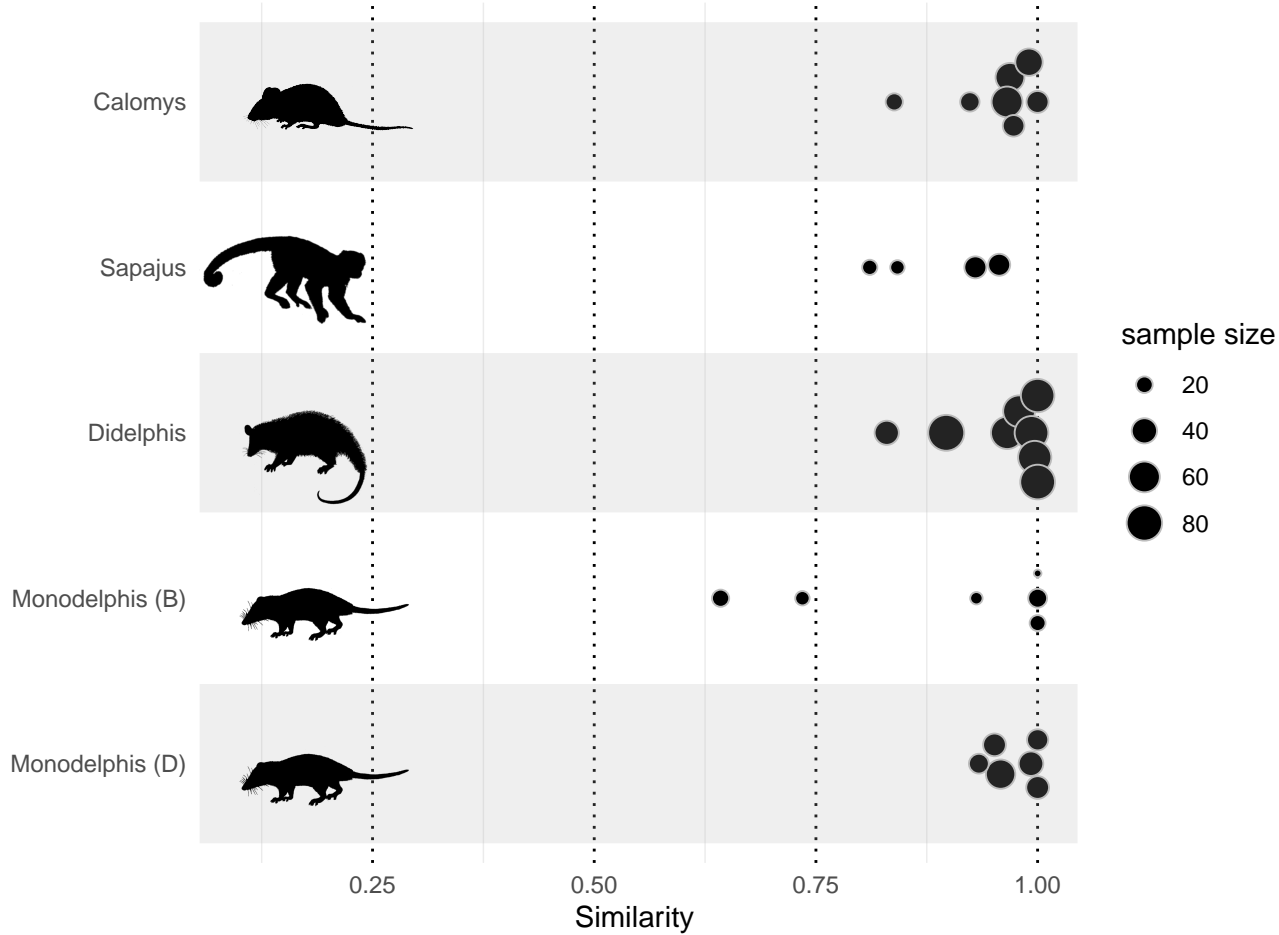 Calomys
Sapajus
Didelphis
Monodelphis (B)
Monodelphis (D)
0.25
0.50
0.75
1.00
Similarity
sample size
20
40
60
80